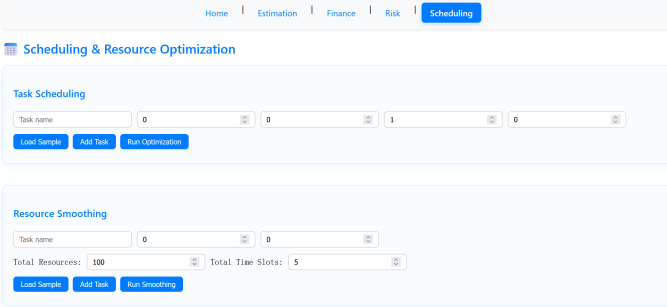 Home | Estimation | Finance | Risk | Scheduling
Scheduling & Resource Optimization
Task Scheduling
Task name 0 0 1 0
Load Sample Add Task Run Optimization
Resource Smoothing
Task name 0 0
Total Resources: 100 Total Time Slots: 5
Load Sample Add Task Run Smoothing